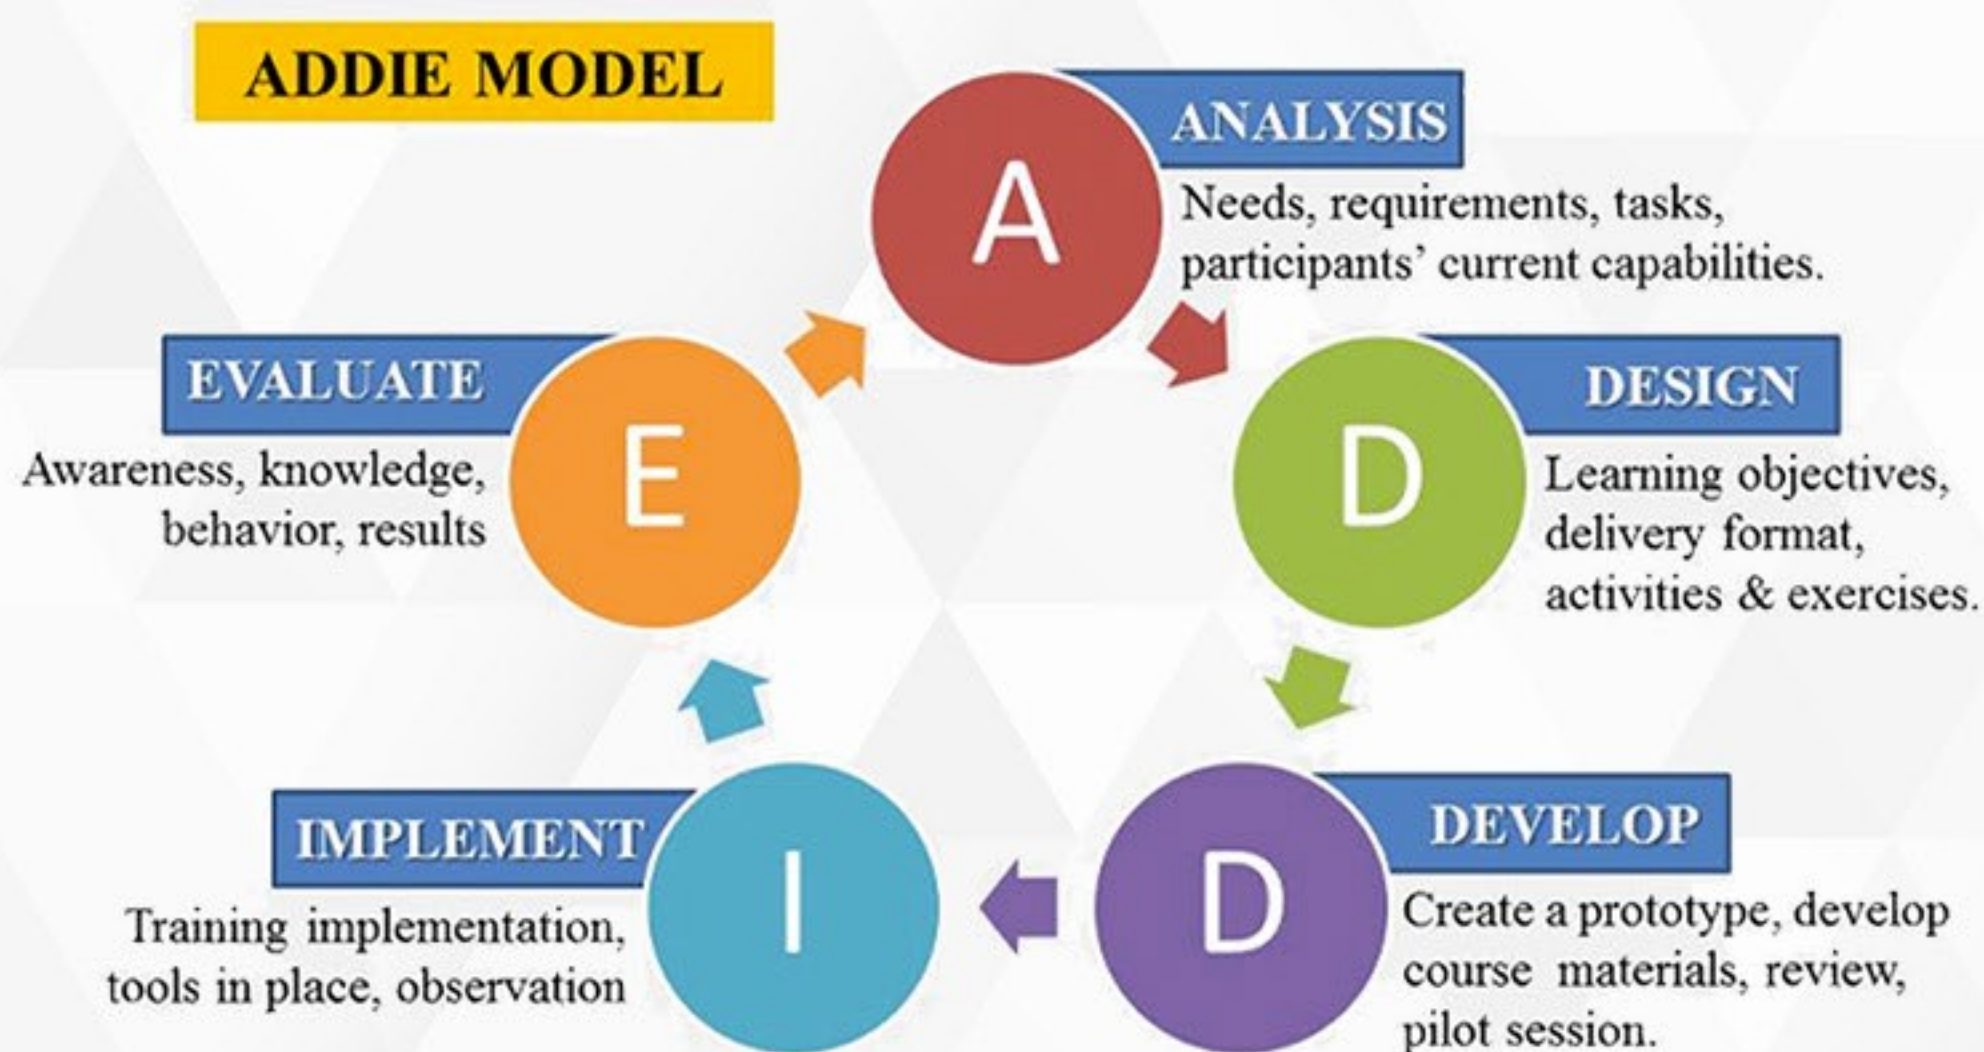 ADDIE MODEL
A
ANALYSIS
Needs, requirements, tasks,
participants’ current capabilities.
D
DESIGN
Learning objectives,
delivery format,
activities & exercises.
D
DEVELOP
Create a prototype, develop
course materials, review,
pilot session.
I
IMPLEMENT
Training implementation,
tools in place, observation
E
EVALUATE
Awareness, knowledge,
behavior, results